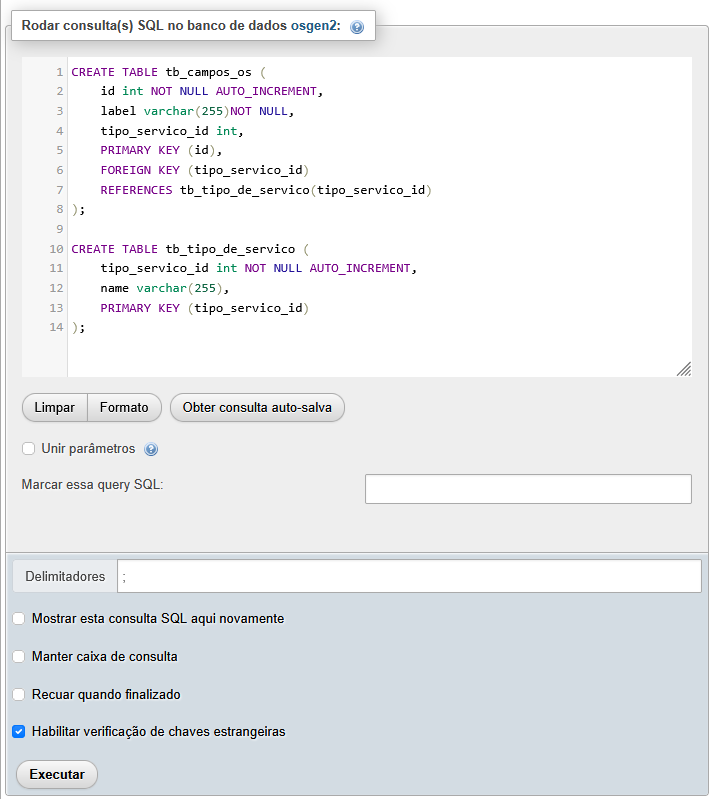 Rodar consulta(s) SQL no banco de dados osgen2:
1 CREATE TABLE tb_campos_os (
2 id int NOT NULL AUTO_INCREMENT,
3 label varchar(255)NOT NULL,
4 tipo_servico_id int,
5 PRIMARY KEY (id),
6 FOREIGN KEY (tipo_servico_id)
7 REFERENCES tb_tipo_de_servico(tipo_servico_id)
8 );
9
10 CREATE TABLE tb_tipo_de_servico (
11 tipo_servico_id int NOT NULL AUTO_INCREMENT,
12 name varchar(255),
13 PRIMARY KEY (tipo_servico_id)
14 );
Limpar Formato Obter consulta auto-salva
Unir parâmetros
Marcar essa query SQL:
Delimitadores ;
Mostrar esta consulta SQL aqui novamente
Manter caixa de consulta
Recuar quando finalizado
Habilitar verificação de chaves estrangeiras
Executar